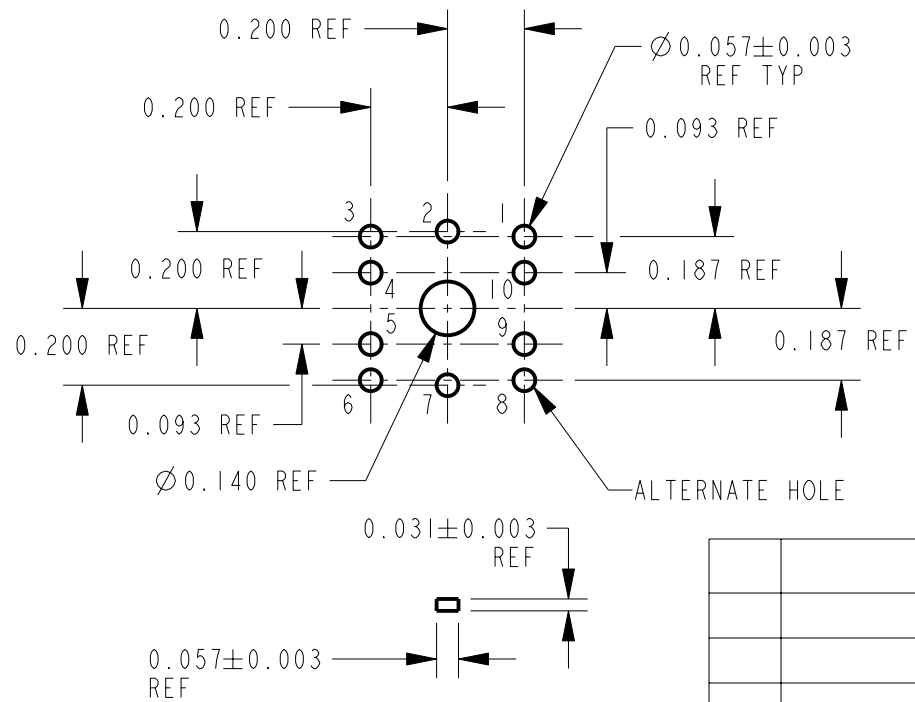 0.200 REF
Ø0.057±0.003
REF TYP
0.200 REF
0.093 REF
3
2
1
0.200 REF
0.187 REF
4
10
5
9
0.200 REF
0.187 REF
6
7
8
0.093 REF
Ø0.140 REF
ALTERNATE HOLE
0.031±0.003
REF
0.057±0.003
REF